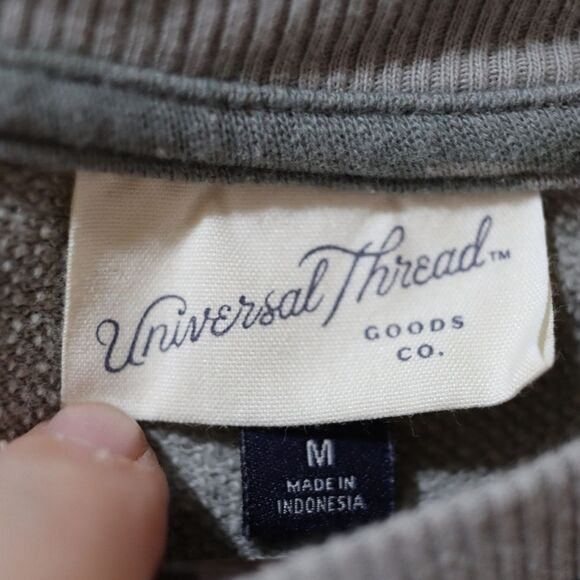 Universal Thread™
GOODS
CO.
M
MADE IN
INDONESIA